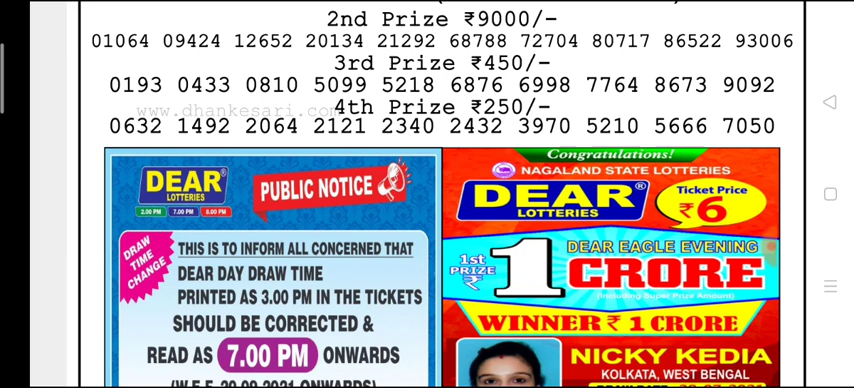 2nd Prize ₹9000/-
01064 09424 12652 20134 21292 68788 72704 80717 86522 93006
3rd Prize ₹450/-
0193 0433 0810 5099 5218 6876 6998 7764 8673 9092
www.dhankesari.com
4th Prize ₹250/-
0632 1492 2064 2121 2340 2432 3970 5210 5666 7050
DEAR®
LOTTERIES
2.00 PM 7.00 PM 8.00 PM
PUBLIC NOTICE
DRAW
TIME
CHANGE
THIS IS TO INFORM ALL CONCERNED THAT
DEAR DAY DRAW TIME
PRINTED AS 3.00 PM IN THE TICKETS
SHOULD BE CORRECTED &
READ AS 7.00 PM ONWARDS
(W.E.F. 20.09.2021 ONWARDS)
Congratulations!
NAGALAND STATE LOTTERIES
DEAR®
LOTTERIES
Ticket Price
₹6
DEAR EAGLE EVENING
1st
PRIZE
₹
1 CRORE
(Including Super Prize Amount)
WINNER ₹ 1 CRORE
NICKY KEDIA
KOLKATA, WEST BENGAL